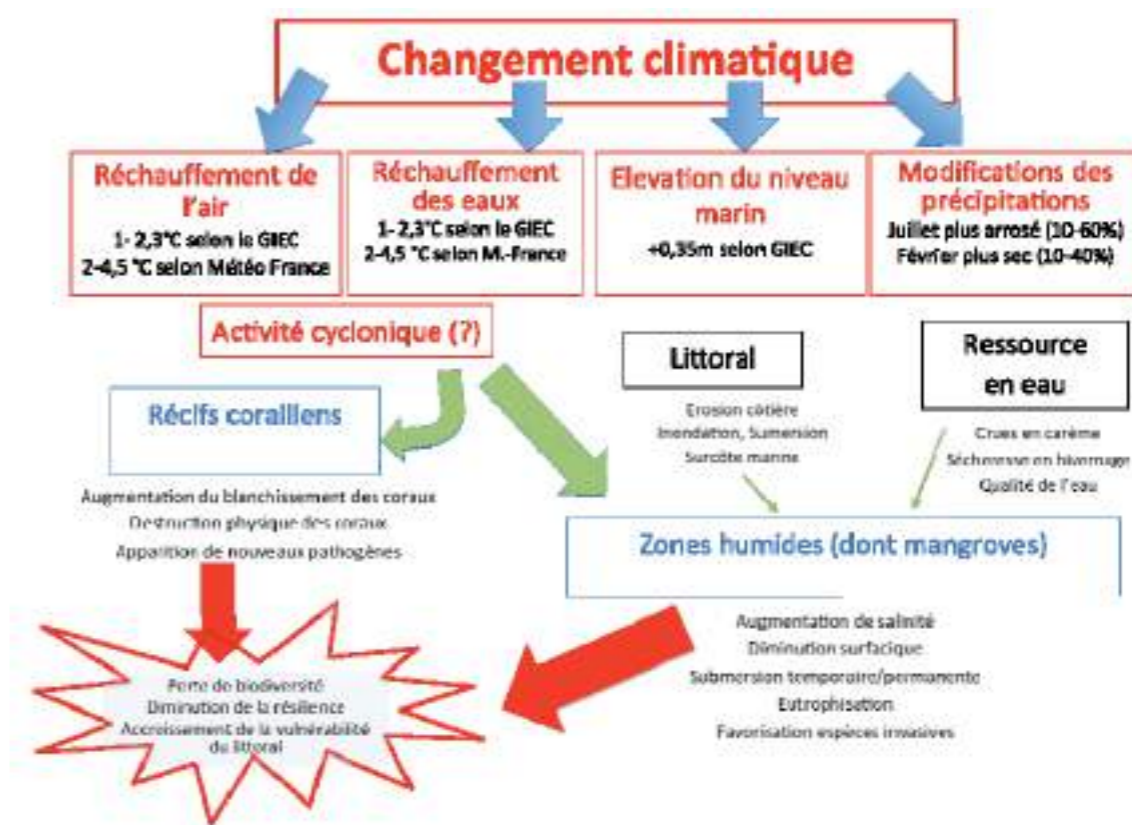 Changement climatique
Réchauffement de
l'air
1- 2,3°C selon le GIEC
2-4,5 °C selon Météo France
Réchauffement
des eaux
1- 2,3°C selon le GIEC
2-4,5 °C selon M.-France
Elevation du niveau
marin
+0,35m selon GIEC
Modifications des
précipitations
Juillet plus arrosé (10-60%)
Février plus sec (10-40%)
Activité cyclonique (?)
Littoral
Erosion côtière
Inondation, Sumersion
Surcôte marine
Ressource
en eau
Crues en carème
Sécheresse en hivernage
Qualité de l'eau
Récifs coralliens
Augmentation du blanchissement des coraux
Destruction physique des coraux
Apparition de nouveaux pathogènes
Zones humides (dont mangroves)
Augmentation de salinité
Diminution surfacique
Submersion temporaire/permanente
Eutrophisation
Favorisation espèces invasives
Perte de biodiversité
Diminution de la résilience
Accroissement de la vulnérabilité
du littoral